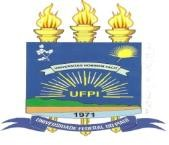 UNIVERSITAS HOMINEM FACIT
UFPI
1971
UNIVERSIDADE FEDERAL DO PIAUÍ